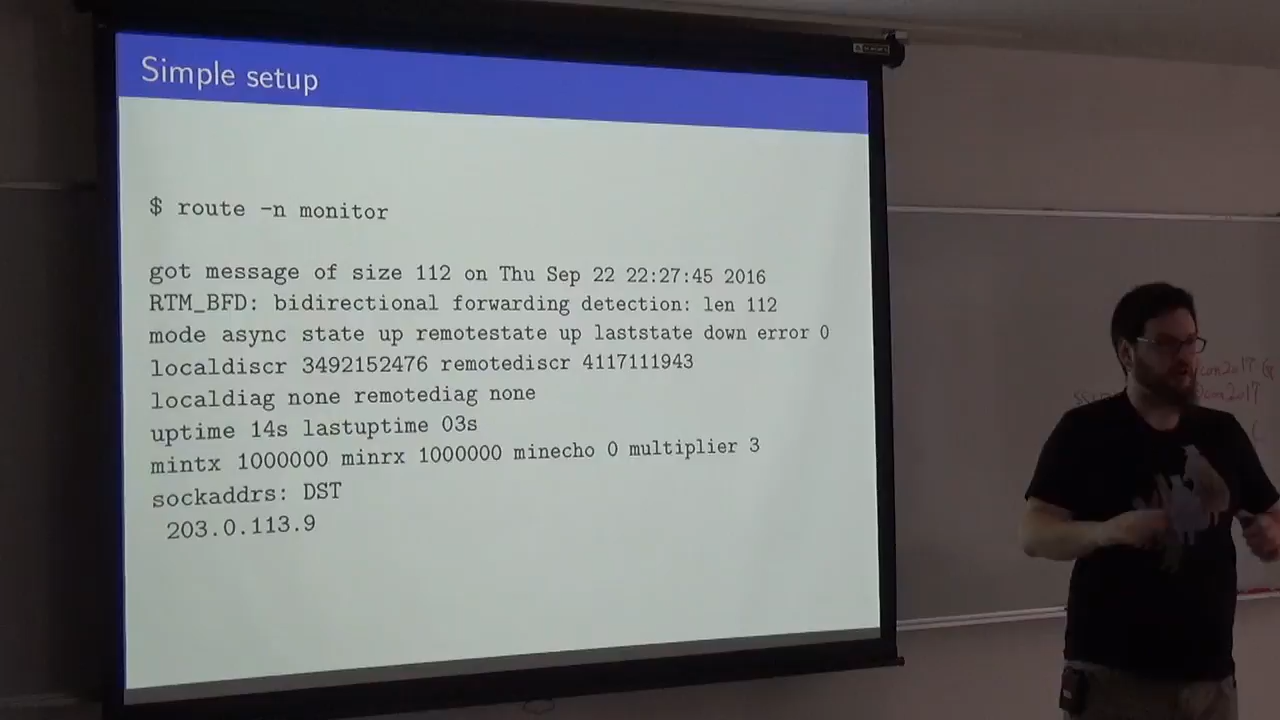 Simple setup
$ route -n monitor
got message of size 112 on Thu Sep 22 22:27:45 2016
RTM_BFD: bidirectional forwarding detection: len 112
mode async state up remotestate up laststate down error 0
localdiscr 3492152476 remotediscr 4117111943
localdiag none remotediag none
uptime 14s lastuptime 03s
mintx 1000000 minrx 1000000 minecho 0 multiplier 3
sockaddrs: DST
203.0.113.9